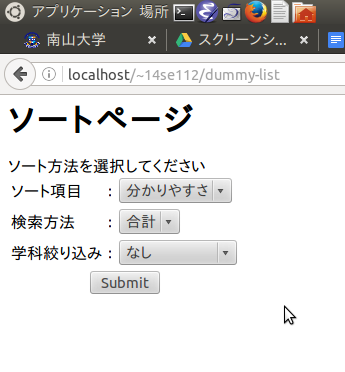 アプリケーション 場所
南山大学 × スクリーンシ... ×
localhost/~14se112/dummy-list
ソートページ
ソート方法を選択してください
ソート項目 : 分かりやすさ
検索方法 : 合計
学科絞り込み : なし
Submit